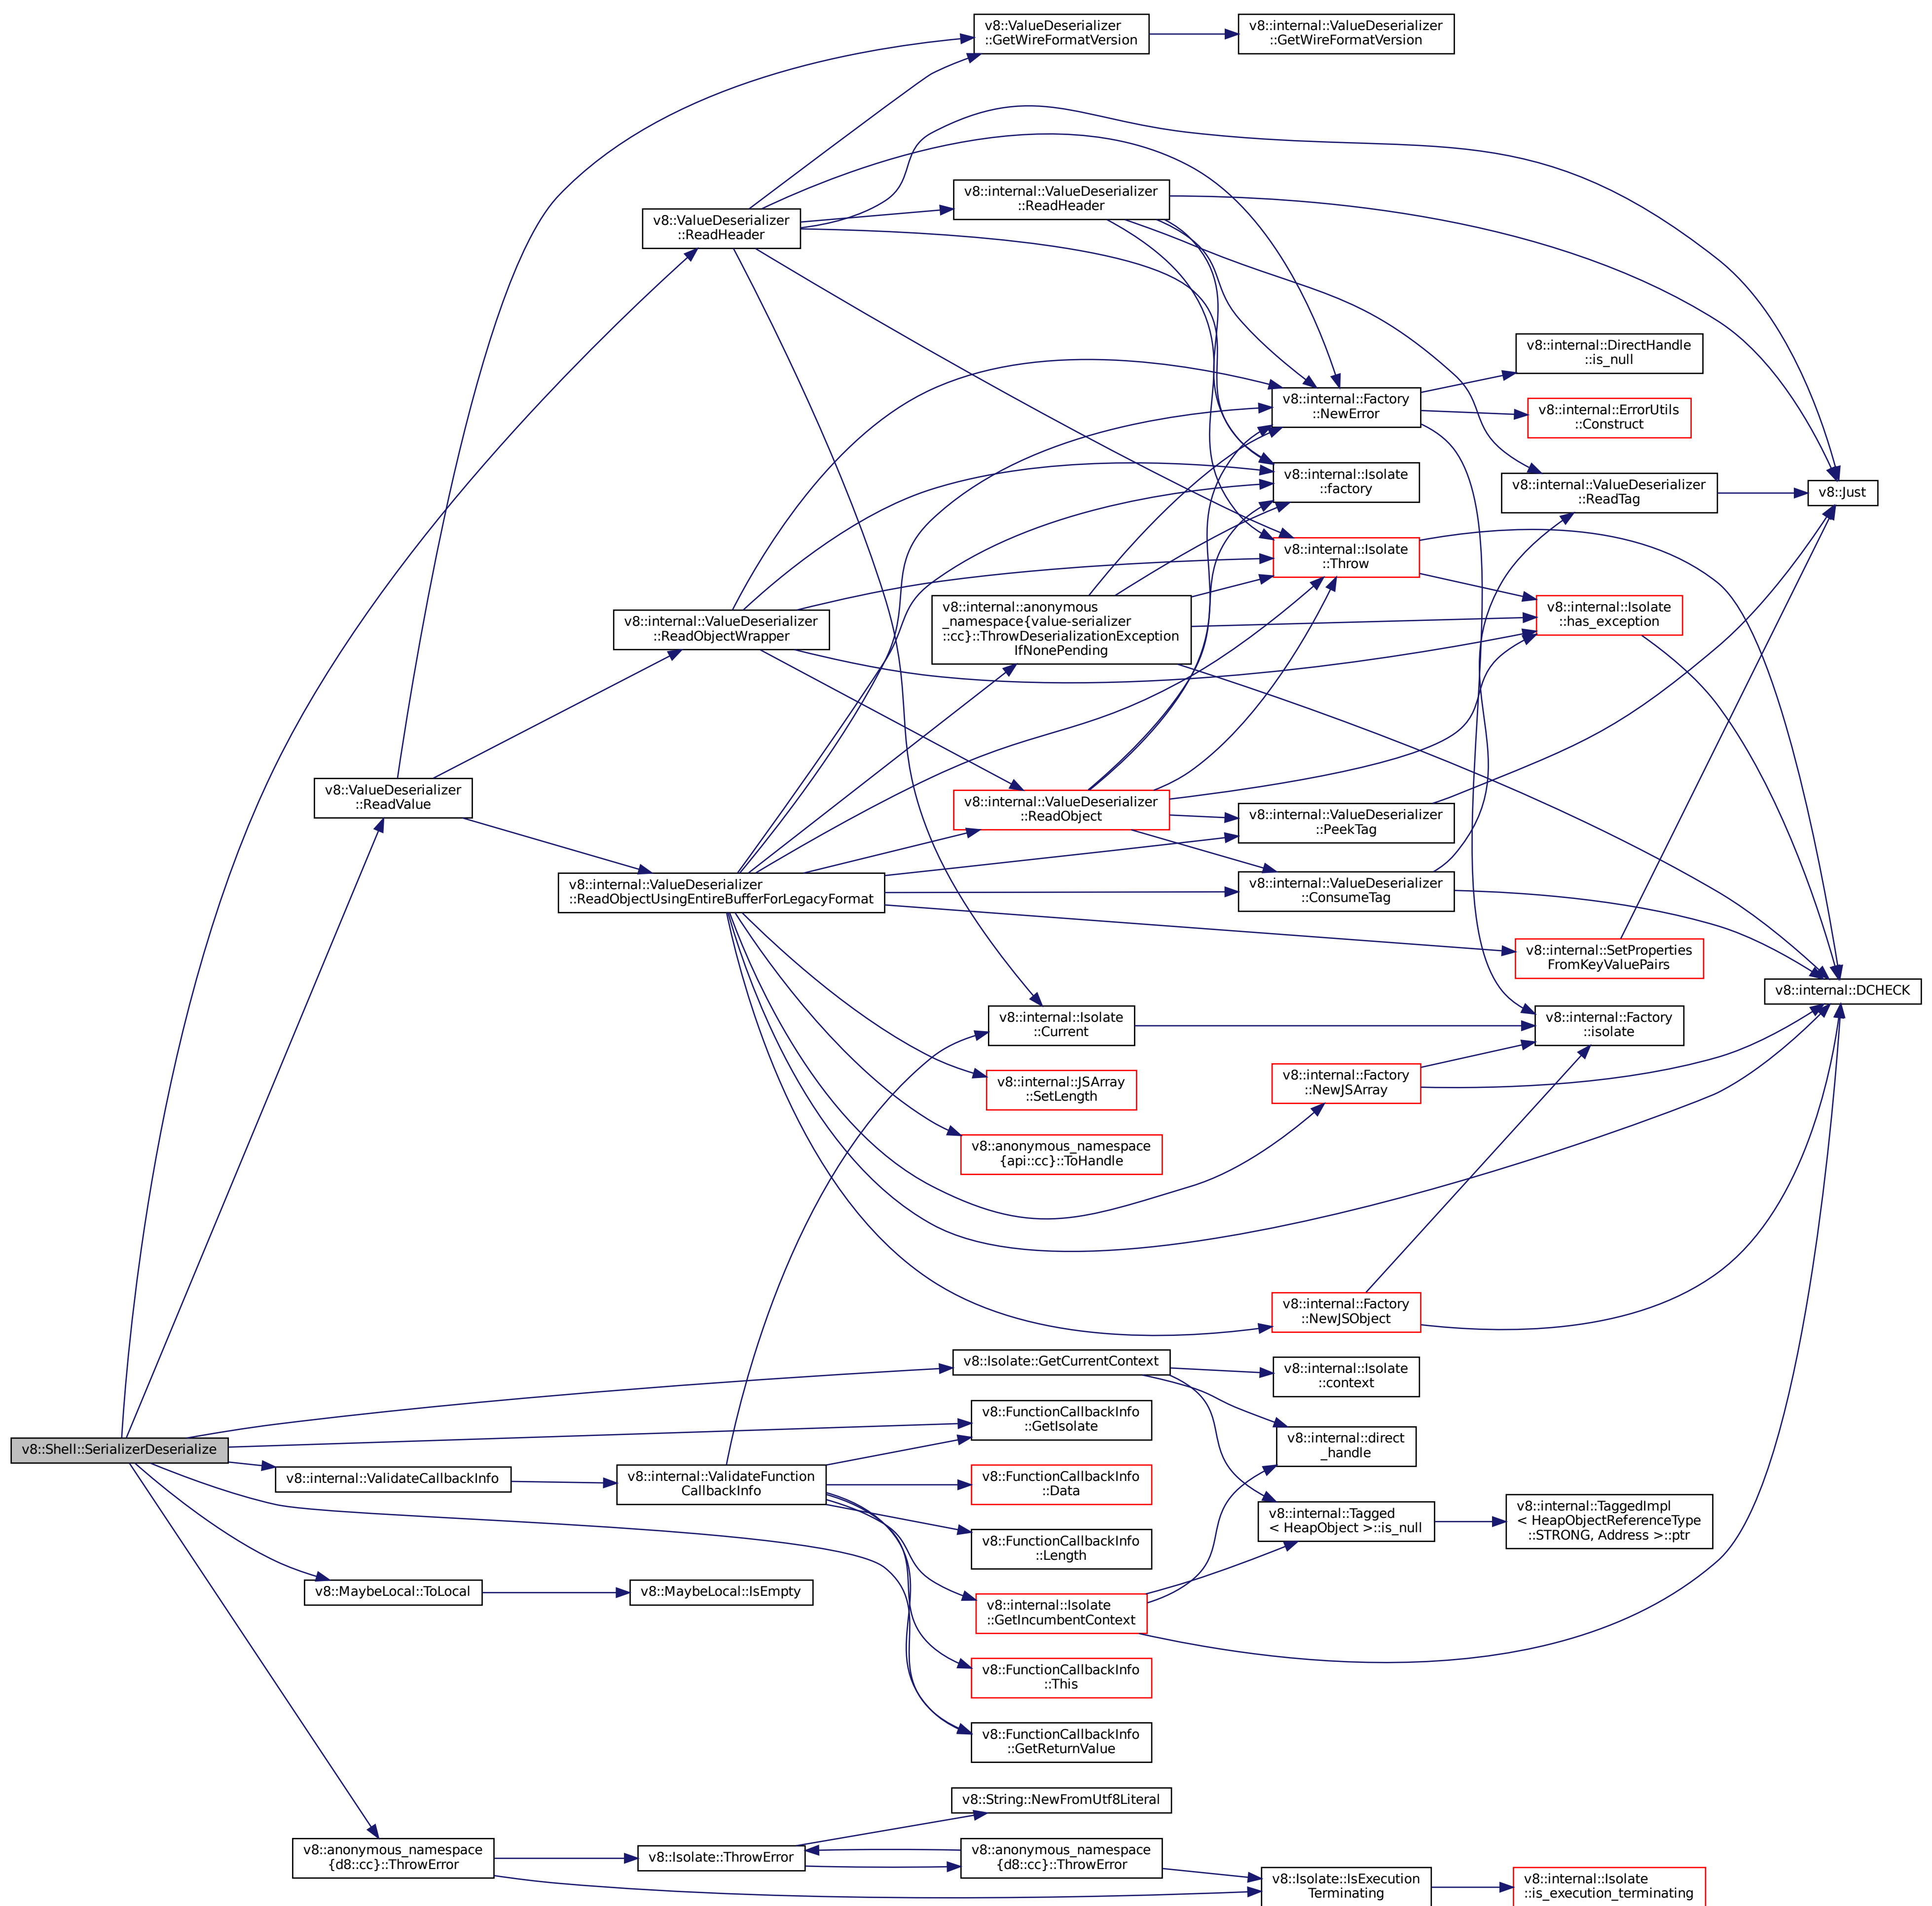 v8::ValueDeserializer
::GetWireFormatVersion
v8::internal::ValueDeserializer
::GetWireFormatVersion
v8::internal::ValueDeserializer
::ReadHeader
v8::ValueDeserializer
::ReadHeader
v8::internal::DirectHandle
::is_null
v8::internal::Factory
::NewError
v8::internal::ErrorUtils
::Construct
v8::internal::Isolate
::factory
v8::internal::ValueDeserializer
::ReadTag
v8::Just
v8::internal::Isolate
::Throw
v8::internal::Isolate
::has_exception
v8::internal::ValueDeserializer
::ReadObjectWrapper
v8::internal::anonymous
_namespace{value-serializer
::cc}::ThrowDeserializationException
IfNonePending
v8::ValueDeserializer
::ReadValue
v8::internal::ValueDeserializer
::ReadObject
v8::internal::ValueDeserializer
::PeekTag
v8::internal::ValueDeserializer
::ReadObjectUsingEntireBufferForLegacyFormat
v8::internal::ValueDeserializer
::ConsumeTag
v8::internal::SetProperties
FromKeyValuePairs
v8::internal::DCHECK
v8::internal::Isolate
::Current
v8::internal::Factory
::isolate
v8::internal::JSArray
::SetLength
v8::internal::Factory
::NewJSArray
v8::anonymous_namespace
{api::cc}::ToHandle
v8::internal::Factory
::NewJSObject
v8::Isolate::GetCurrentContext
v8::internal::Isolate
::context
v8::FunctionCallbackInfo
::GetIsolate
v8::internal::direct
_handle
v8::Shell::SerializerDeserialize
v8::internal::ValidateCallbackInfo
v8::internal::ValidateFunction
CallbackInfo
v8::FunctionCallbackInfo
::Data
v8::internal::Tagged
< HeapObject >::is_null
v8::internal::TaggedImpl
< HeapObjectReferenceType
::STRONG, Address >::ptr
v8::FunctionCallbackInfo
::Length
v8::MaybeLocal::ToLocal
v8::MaybeLocal::IsEmpty
v8::internal::Isolate
::GetIncumbentContext
v8::FunctionCallbackInfo
::This
v8::FunctionCallbackInfo
::GetReturnValue
v8::String::NewFromUtf8Literal
v8::anonymous_namespace
{d8::cc}::ThrowError
v8::Isolate::ThrowError
v8::anonymous_namespace
{d8::cc}::ThrowError
v8::Isolate::IsExecution
Terminating
v8::internal::Isolate
::is_execution_terminating